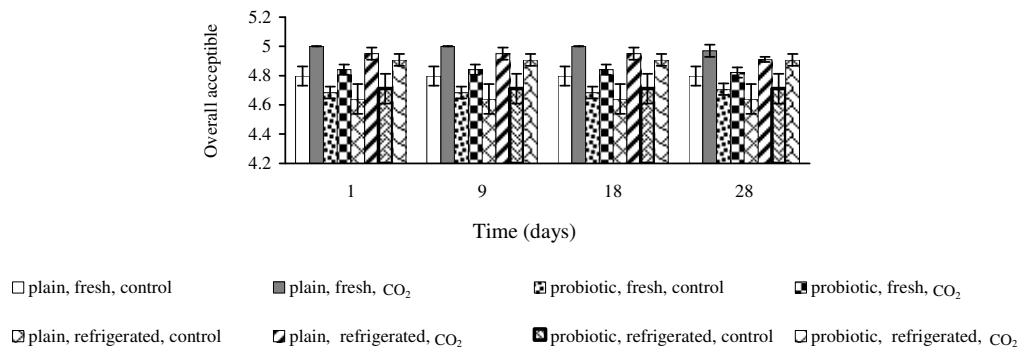 Overall acceptible
5.2
5
4.8
4.6
4.4
4.2
1 9 18 28
Time (days)
plain, fresh, control plain, fresh, CO₂ probiotic, fresh, control probiotic, fresh, CO₂
plain, refrigerated, control plain, refrigerated, CO₂ probiotic, refrigerated, control probiotic, refrigerated, CO₂